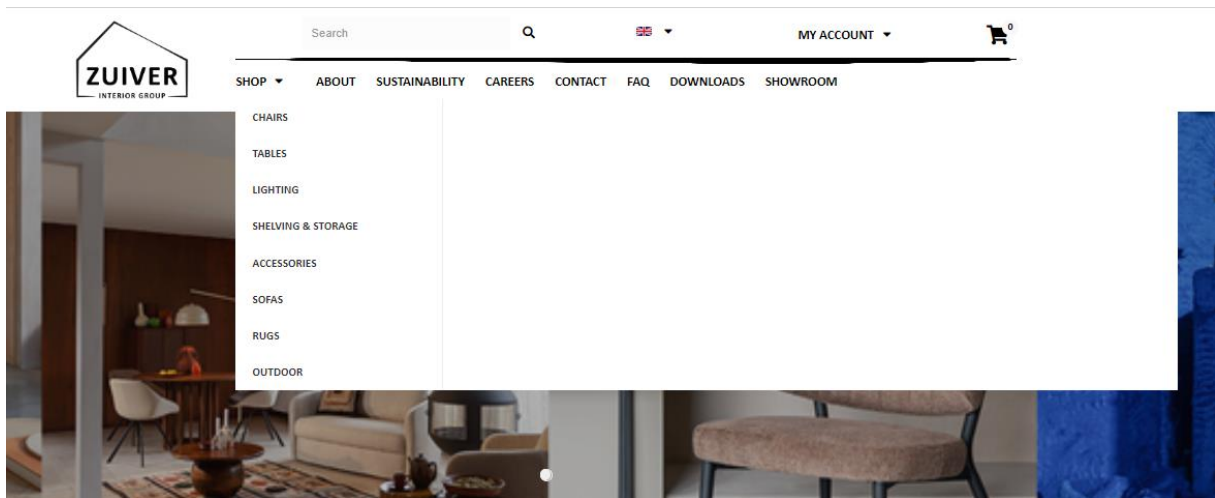 Search
MY ACCOUNT
0
ZUIVER
INTERIOR GROUP
SHOP ABOUT SUSTAINABILITY CAREERS CONTACT FAQ DOWNLOADS SHOWROOM
CHAIRS
TABLES
LIGHTING
SHELVING & STORAGE
ACCESSORIES
SOFAS
RUGS
OUTDOOR